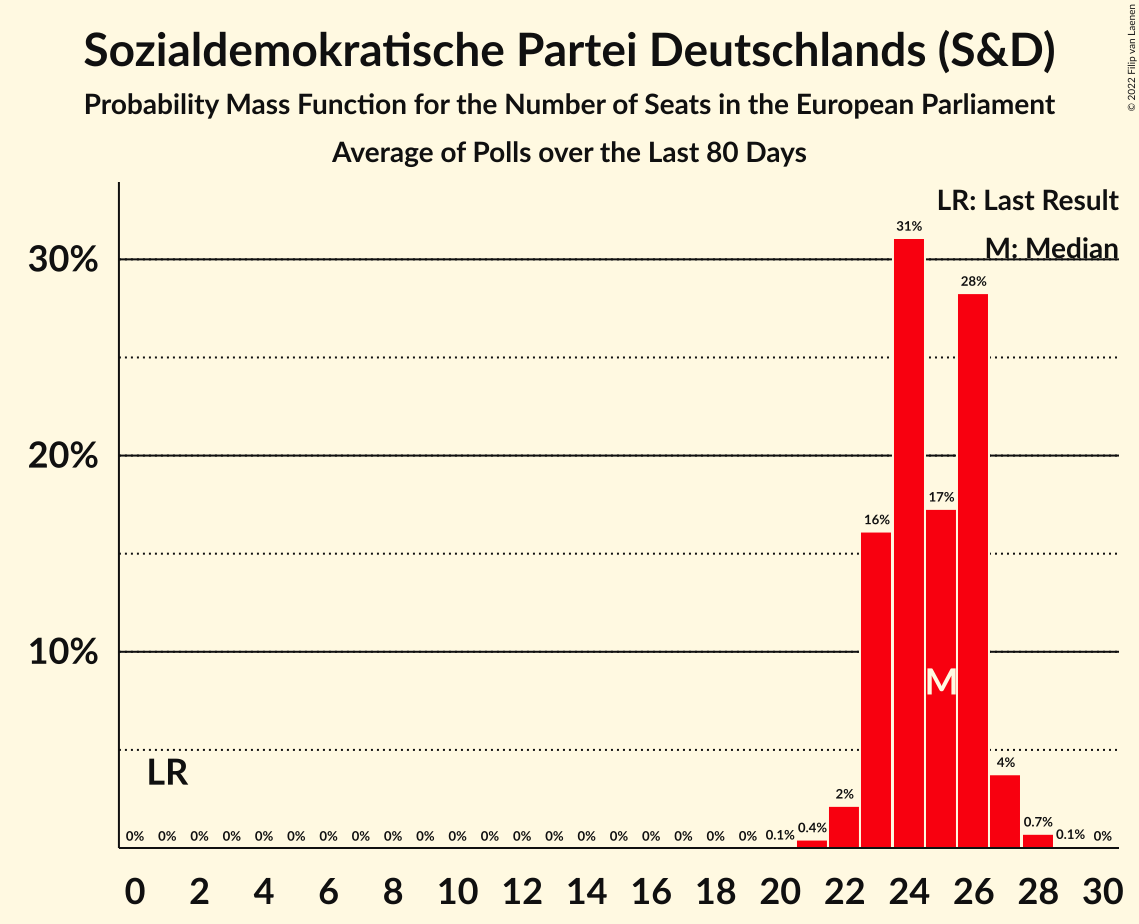 Sozialdemokratische Partei Deutschlands (S&D)
Probability Mass Function for the Number of Seats in the European Parliament
Average of Polls over the Last 80 Days
© 2022 Filip van Laenen
LR: Last Result
M: Median
30%
20%
10%
31%
28%
17%
16%
M
LR
4%
2%
0% 0% 0% 0% 0% 0% 0% 0% 0% 0% 0% 0% 0% 0% 0% 0% 0% 0% 0% 0% 0.1% 0.4% 0.7% 0.1% 0%
0 2 4 6 8 10 12 14 16 18 20 22 24 26 28 30